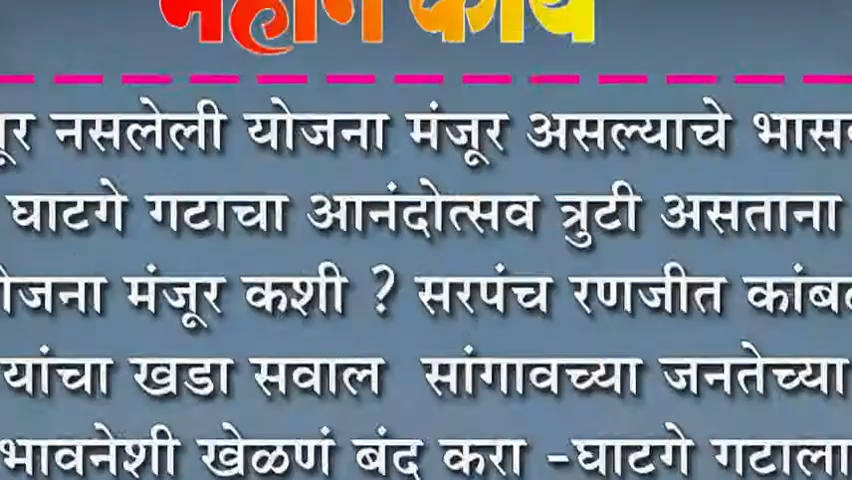 महान कार्य
नसलेली योजना मंजूर असल्याचे
घाटगे गटाचा आनंदोत्सव त्रुटी असताना
मंजूर कशी ? सरपंच रणजीत
यांचा खडा सवाल सांगावच्या जनतेच्या
भावनेशी खेळणं बंद करा -घाटगे गटाला